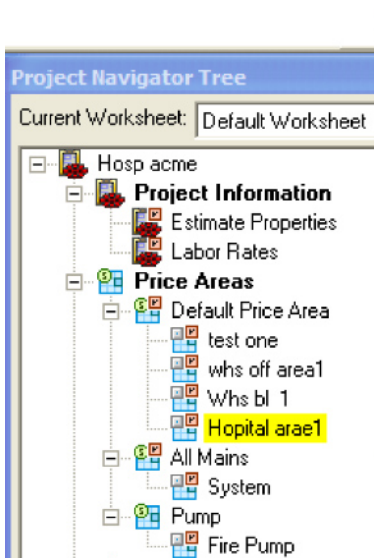 Project Navigator Tree
Current Worksheet: Default Worksheet
Hosp acme
Project Information
Estimate Properties
Labor Rates
Price Areas
Default Price Area
test one
whs off area1
Whs bl 1
Hopital arae1
All Mains
System
Pump
Fire Pump